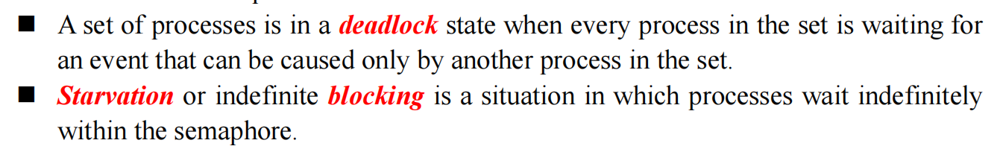 ■ A set of processes is in a deadlock state when every process in the set is waiting for
an event that can be caused only by another process in the set.
■ Starvation or indefinite blocking is a situation in which processes wait indefinitely
within the semaphore.